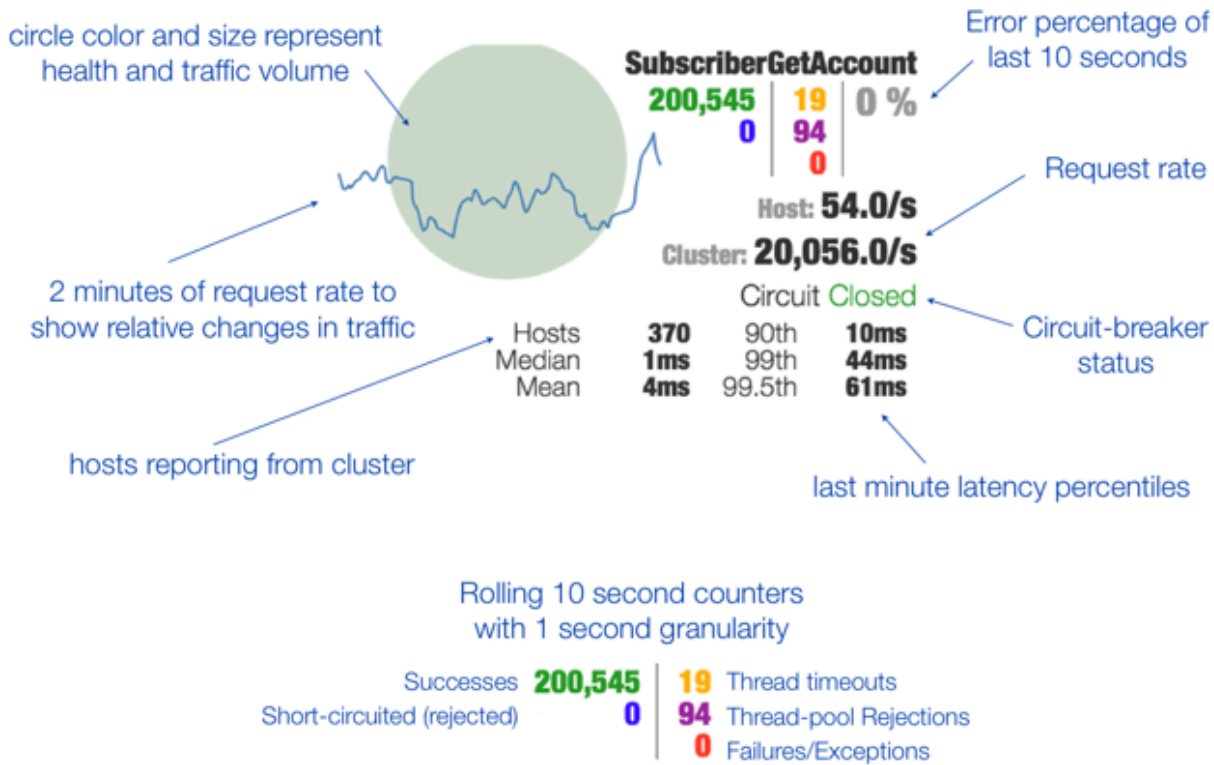 circle color and size represent
health and traffic volume
Error percentage of
last 10 seconds
SubscriberGetAccount
200,545 19 0 %
0 94
0
Request rate
Host: 54.0/s
Cluster: 20,056.0/s
2 minutes of request rate to
show relative changes in traffic
Circuit Closed
Circuit-breaker
status
Hosts 370 90th 10ms
Median 1ms 99th 44ms
Mean 4ms 99.5th 61ms
hosts reporting from cluster
last minute latency percentiles
Rolling 10 second counters
with 1 second granularity
Successes 200,545 19 Thread timeouts
Short-circuited (rejected) 0 94 Thread-pool Rejections
0 Failures/Exceptions